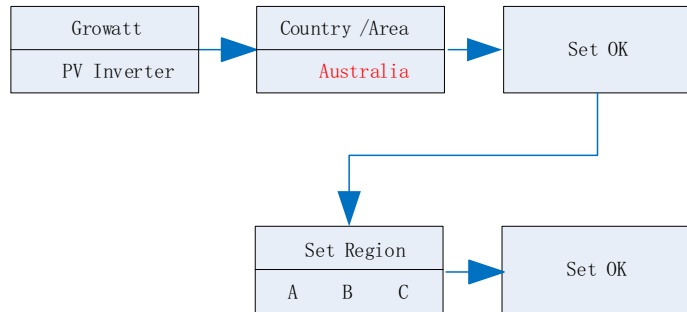 Growatt
PV Inverter
Country /Area
Australia
Set OK
Set Region
A B C
Set OK